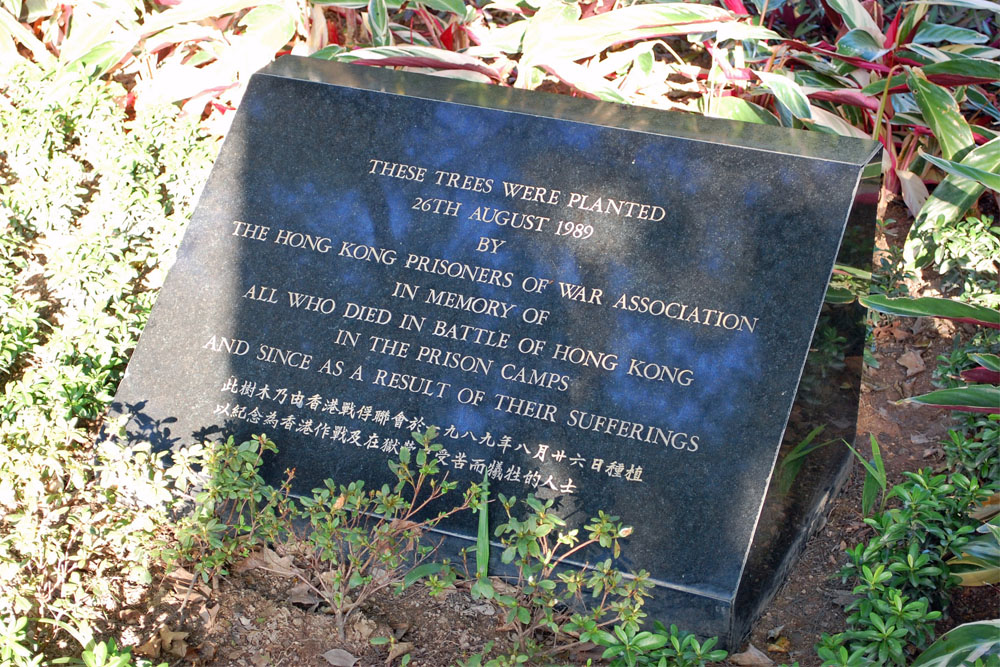 THESE TREES WERE PLANTED
26TH AUGUST 1989
BY
THE HONG KONG PRISONERS OF WAR ASSOCIATION
IN MEMORY OF
ALL WHO DIED IN BATTLE OF HONG KONG
IN THE PRISON CAMPS
AND SINCE AS A RESULT OF THEIR SUFFERINGS
此樹木乃由香港戰俘聯會於一九八九年八月廿六日種植
以紀念為香港作戰及在獄受苦而犧牲的人士